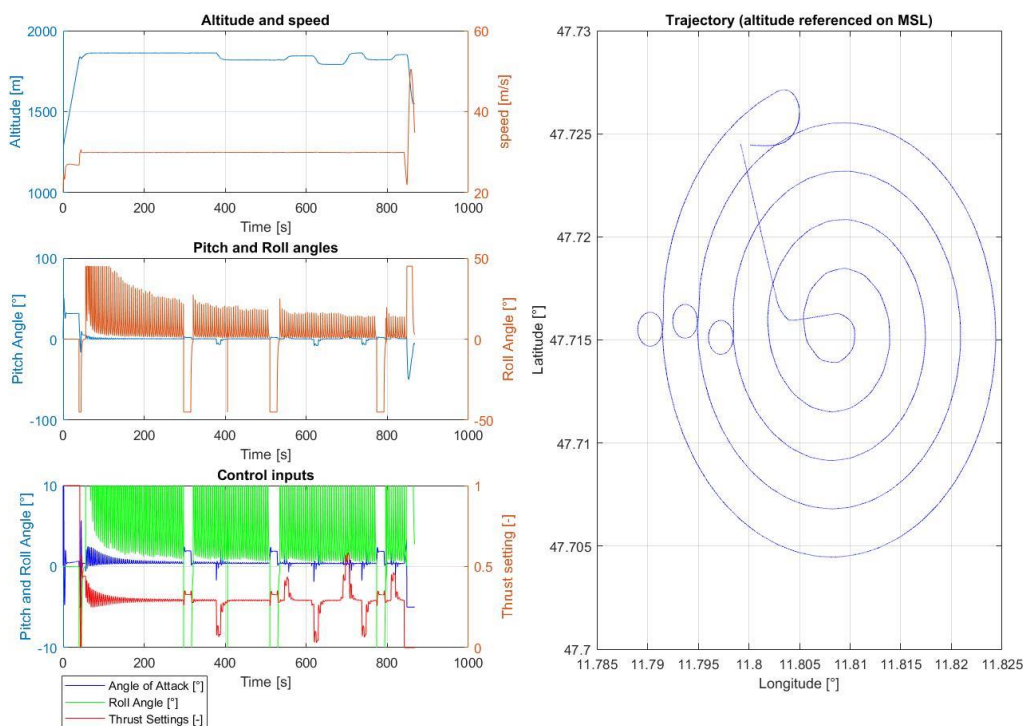 Altitude and speed
2000
1500
1000
Altitude [m]
60
40
20
speed [m/s]
0 200 400 600 800 1000
Time [s]
Pitch and Roll angles
100
0
-100
Pitch Angle [°]
50
0
-50
Roll Angle [°]
0 200 400 600 800 1000
Time [s]
Control inputs
10
0
-10
Pitch and Roll Angle [°]
1
0.5
0
Thrust setting [-]
0 200 400 600 800 1000
Time [s]
Angle of Attack [°]
Roll Angle [°]
Thrust Settings [-]
Trajectory (altitude referenced on MSL)
47.73
47.725
47.72
47.715
47.71
47.705
47.7
Latitude [°]
11.785 11.79 11.795 11.8 11.805 11.81 11.815 11.82 11.825
Longitude [°]